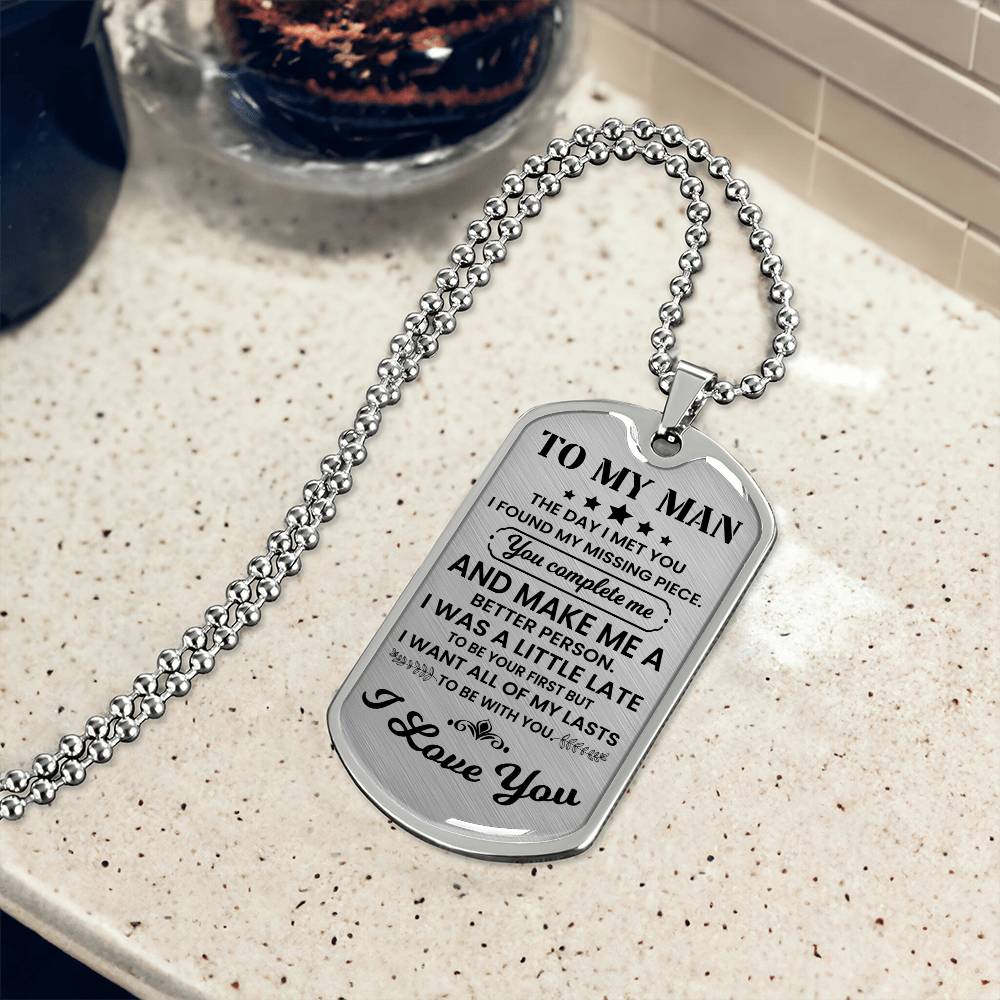 TO MY MAN
THE DAY I MET YOU
I FOUND MY MISSING PIECE.
You complete me
AND MAKE ME A
BETTER PERSON.
I WAS A LITTLE LATE
TO BE YOUR FIRST BUT
I WANT ALL OF MY LASTS
TO BE WITH YOU.
I Love You